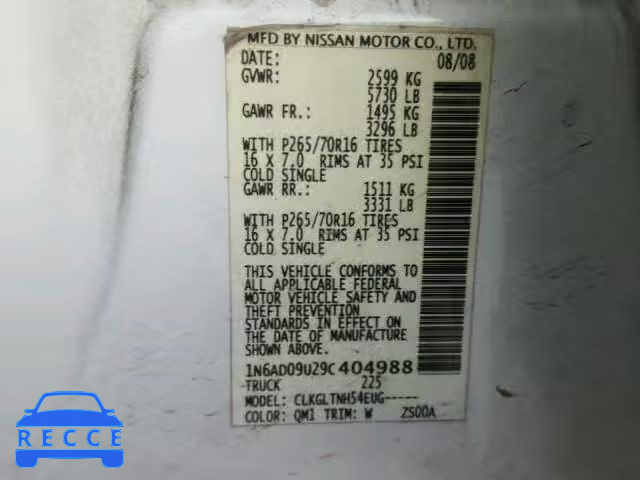 MFD BY NISSAN MOTOR CO., LTD.
DATE: 08/08
GVWR: 2599 KG
5730 LB
GAWR FR.: 1495 KG
3296 LB
WITH P265/70R16 TIRES
16 X 7.0 RIMS AT 35 PSI
COLD SINGLE
GAWR RR.: 1511 KG
3331 LB
WITH P265/70R16 TIRES
16 X 7.0 RIMS AT 35 PSI
COLD SINGLE
THIS VEHICLE CONFORMS TO
ALL APPLICABLE FEDERAL
MOTOR VEHICLE SAFETY AND
THEFT PREVENTION
STANDARDS IN EFFECT ON
THE DATE OF MANUFACTURE
SHOWN ABOVE.
1N6AD09U29C404988
TRUCK 225
MODEL: CLKGLTNH54EUG-----
COLOR: QM1 TRIM: W ZS00A